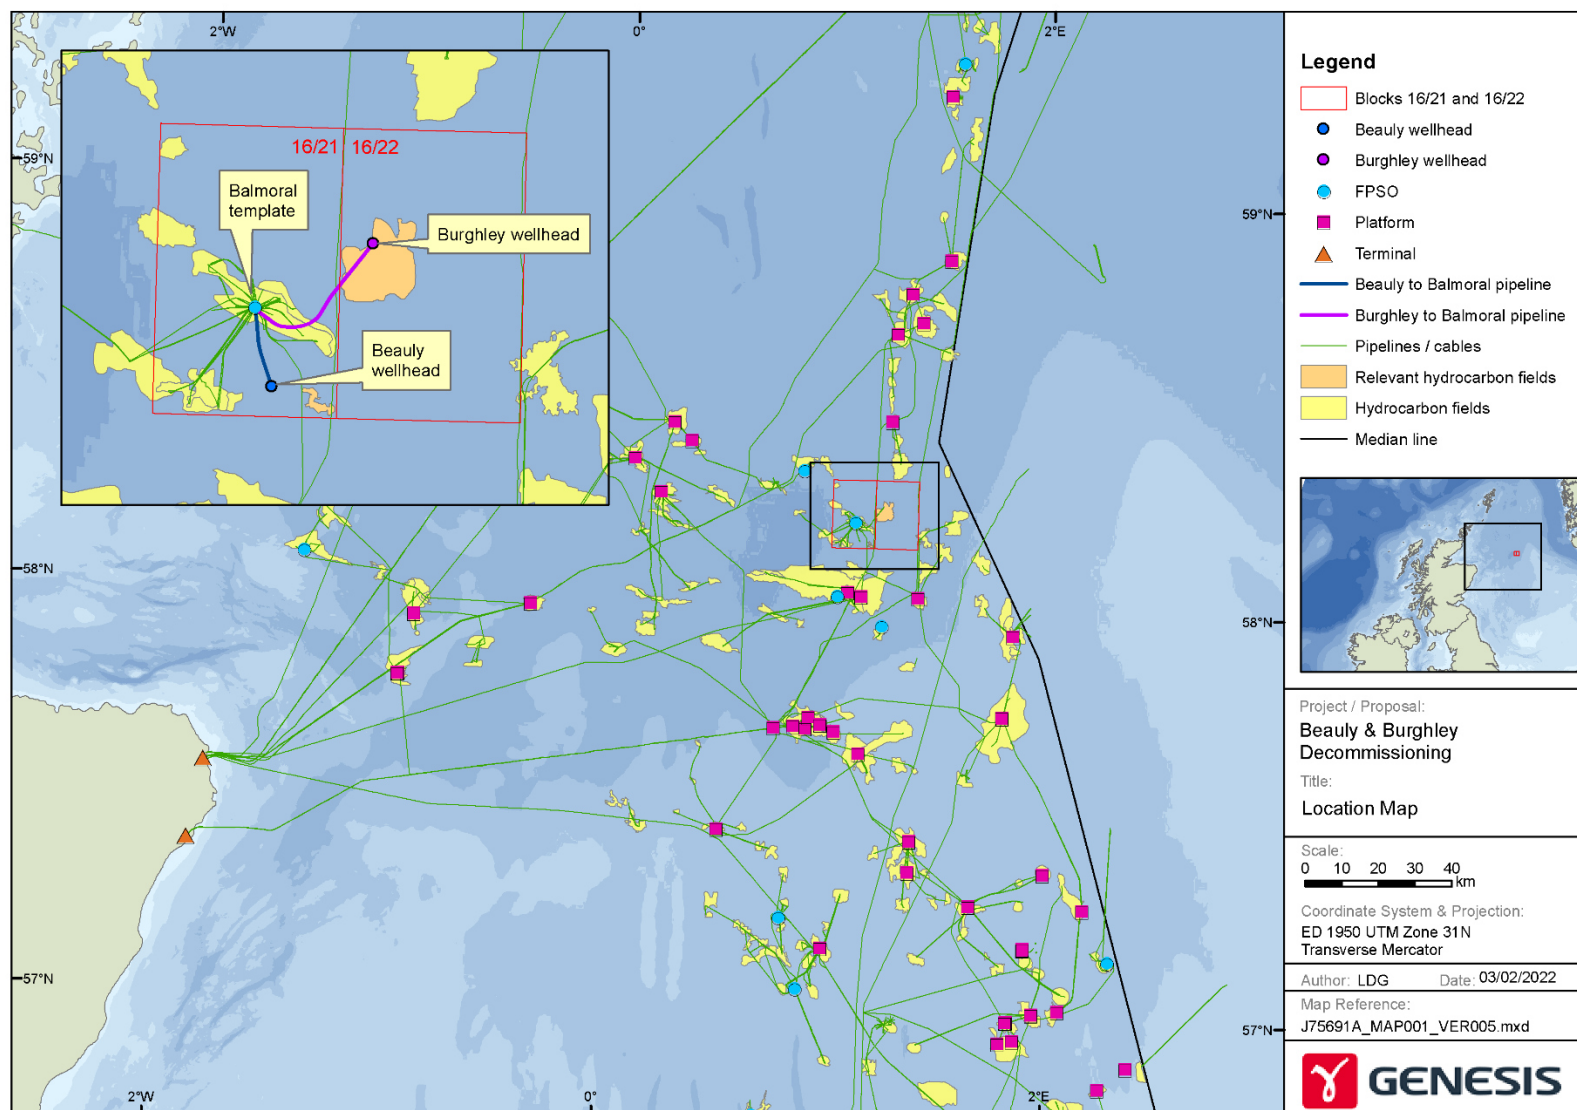 2°W
0°
2°E
59°N
59°N
58°N
58°N
57°N
57°N
2°W
0°
2°E
16/21
16/22
Balmoral
template
Burghley wellhead
Beauly
wellhead
Legend
Blocks 16/21 and 16/22
Beauly wellhead
Burghley wellhead
FPSO
Platform
Terminal
Beauly to Balmoral pipeline
Burghley to Balmoral pipeline
Pipelines / cables
Relevant hydrocarbon fields
Hydrocarbon fields
Median line
Project / Proposal:
Beauly & Burghley
Decommissioning
Title:
Location Map
Scale:
0 10 20 30 40
km
Coordinate System & Projection:
ED 1950 UTM Zone 31N
Transverse Mercator
Author: LDG Date: 03/02/2022
Map Reference:
J75691A_MAP001_VER005.mxd
GENESIS